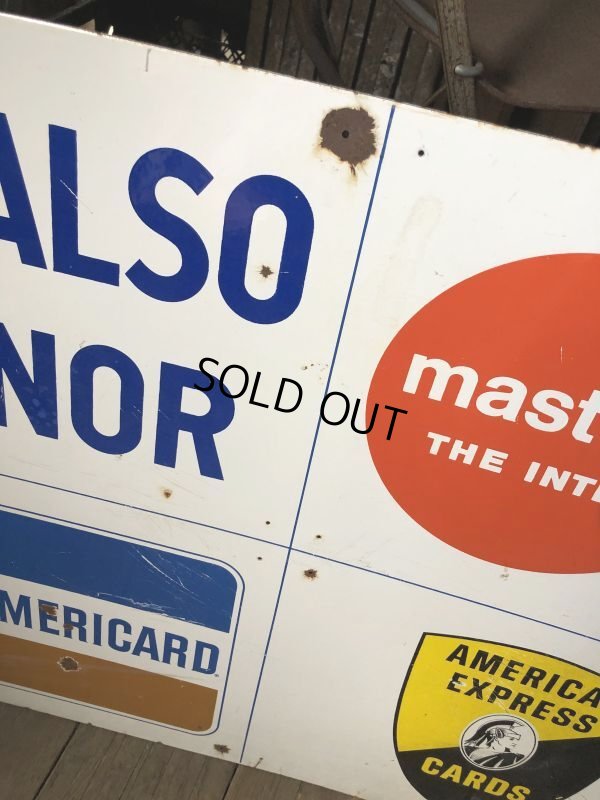 ALSO
NOR
mast
THE INT
MERICARD
AMERICA
EXPRESS
CARDS
SOLD OUT